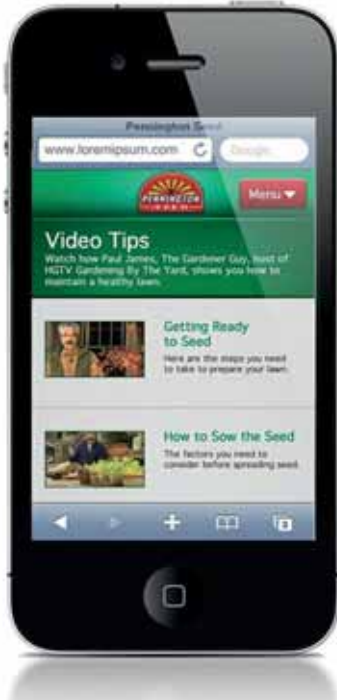 Pennington Seed
www.loremipsum.com
Google
PENNINGTON
SEED
Menu
Video Tips
Watch how Paul James, The Gardener Guy, host of
HGTV Gardening By The Yard, shows you how to
maintain a healthy lawn.
Getting Ready
to Seed
Here are the steps you need
to take to prepare your lawn.
How to Sow the Seed
The factors you need to
consider before spreading seed.